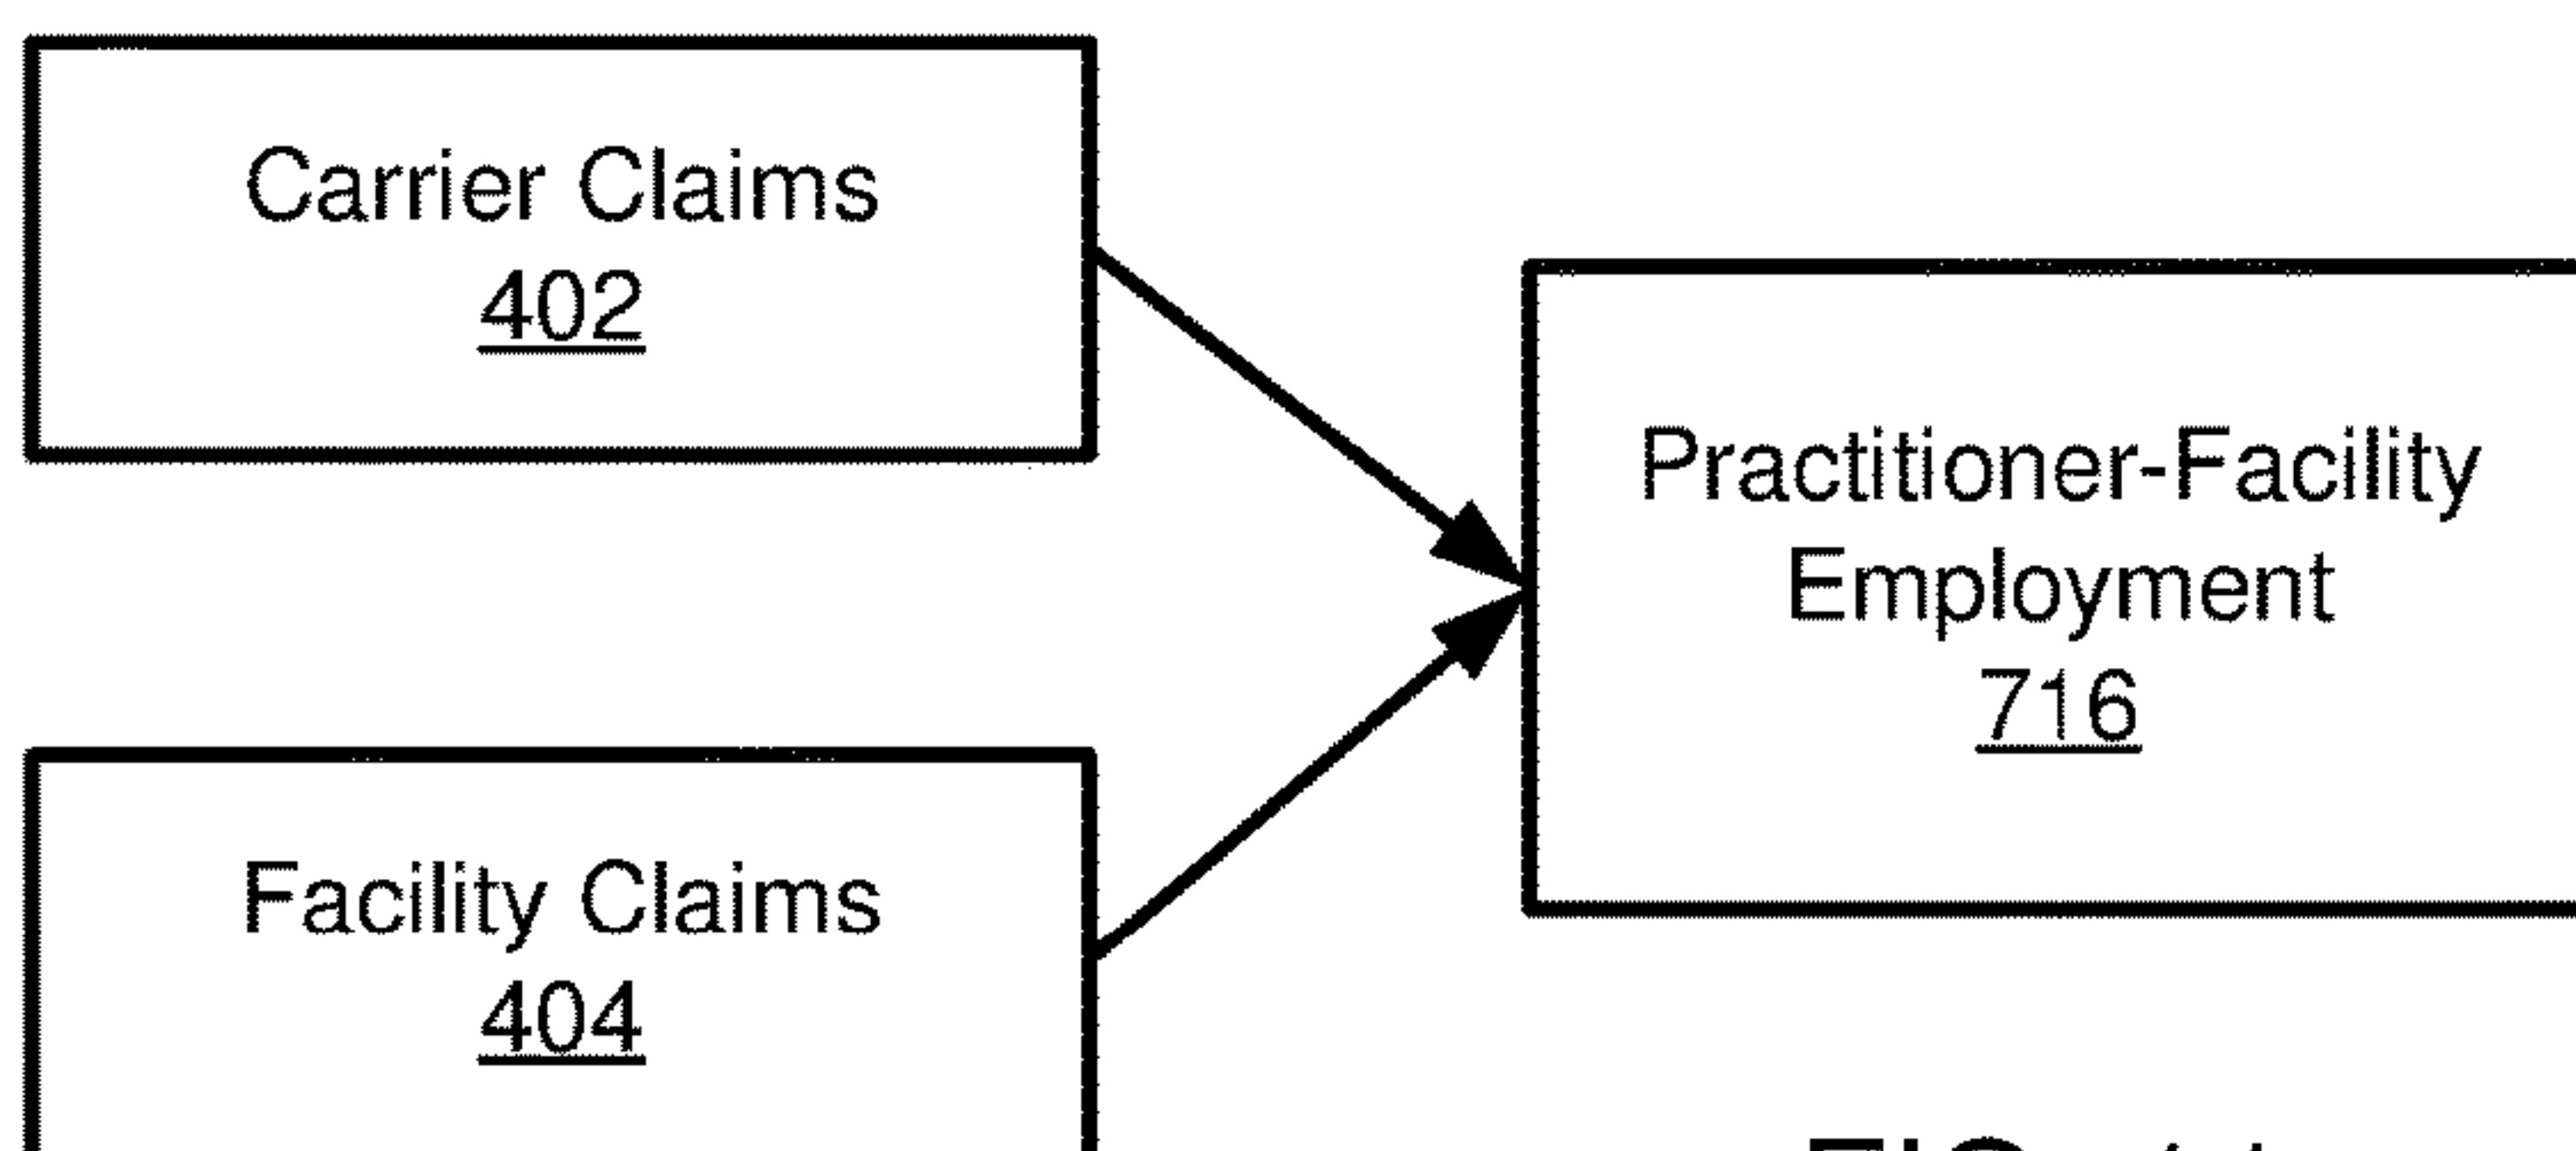 Carrier Claims
402
Practitioner-Facility
Employment
716
Facility Claims
404